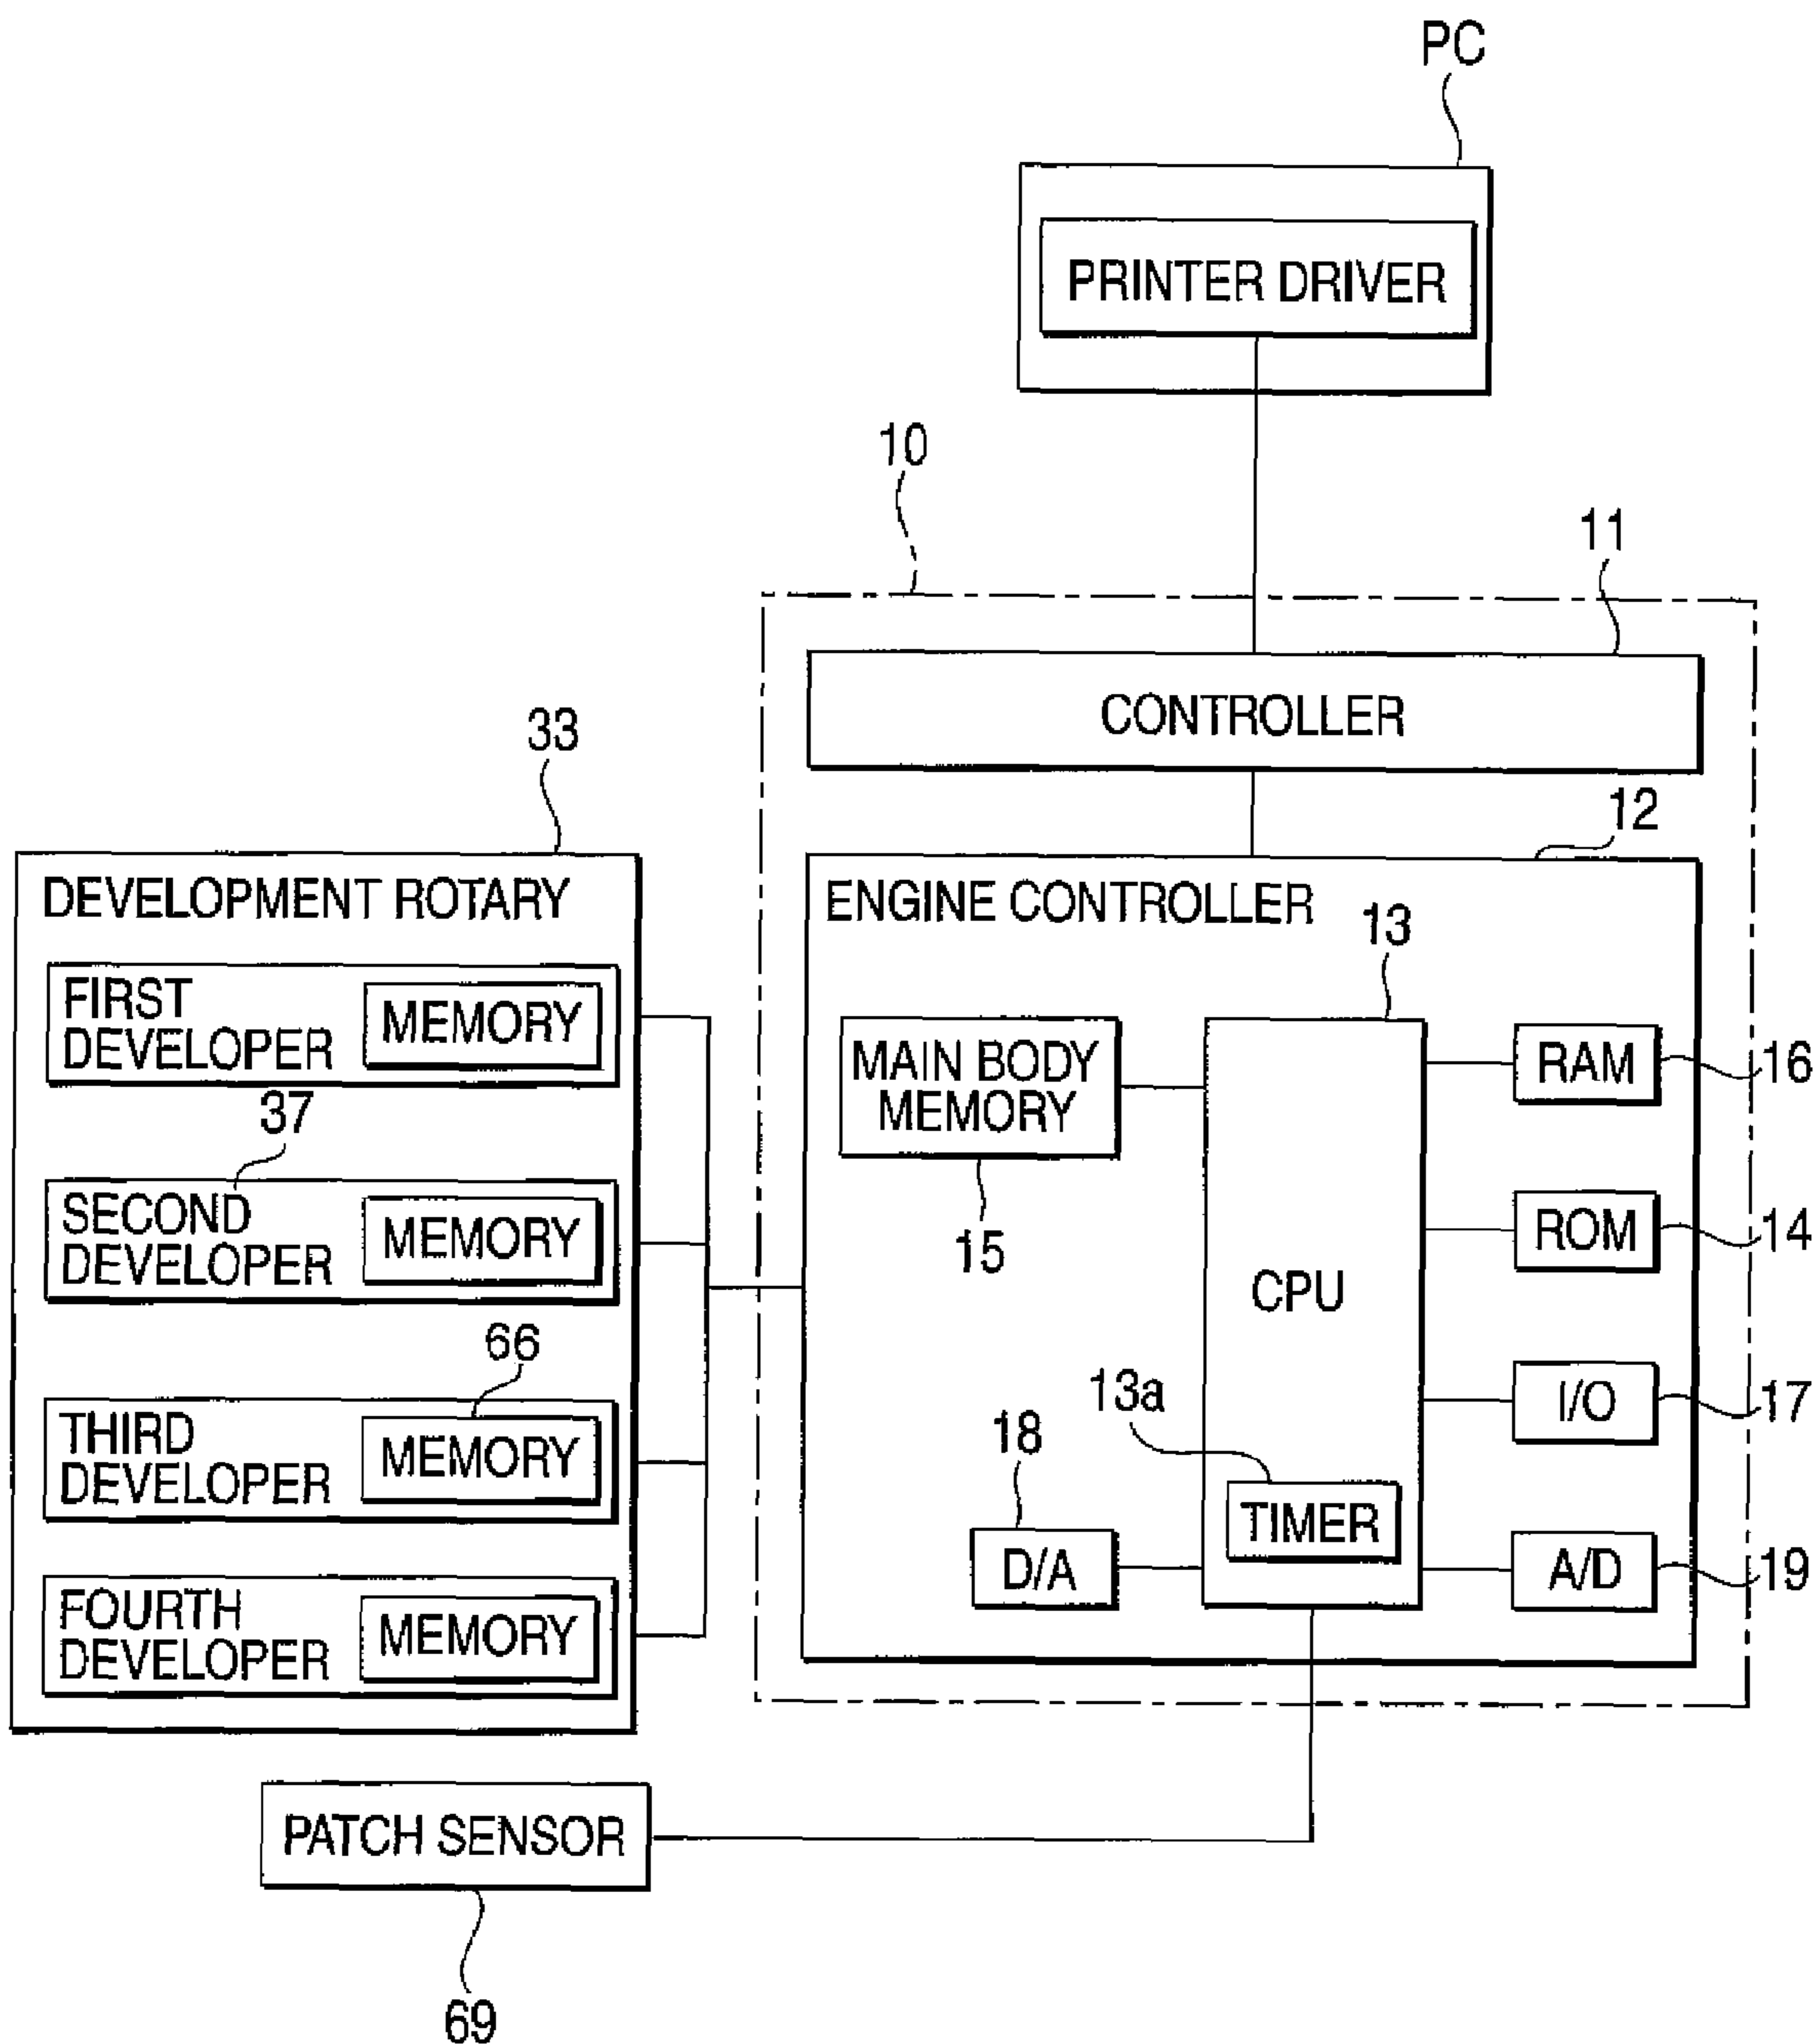 PC
PRINTER DRIVER
10
11
CONTROLLER
33
12
DEVELOPMENT ROTARY
ENGINE CONTROLLER
13
FIRST
DEVELOPER
MEMORY
MAIN BODY
MEMORY
RAM
16
37
SECOND
DEVELOPER
MEMORY
15
ROM
14
CPU
66
THIRD
DEVELOPER
MEMORY
13a
18
I/O
17
TIMER
D/A
A/D
19
FOURTH
DEVELOPER
MEMORY
PATCH SENSOR
69